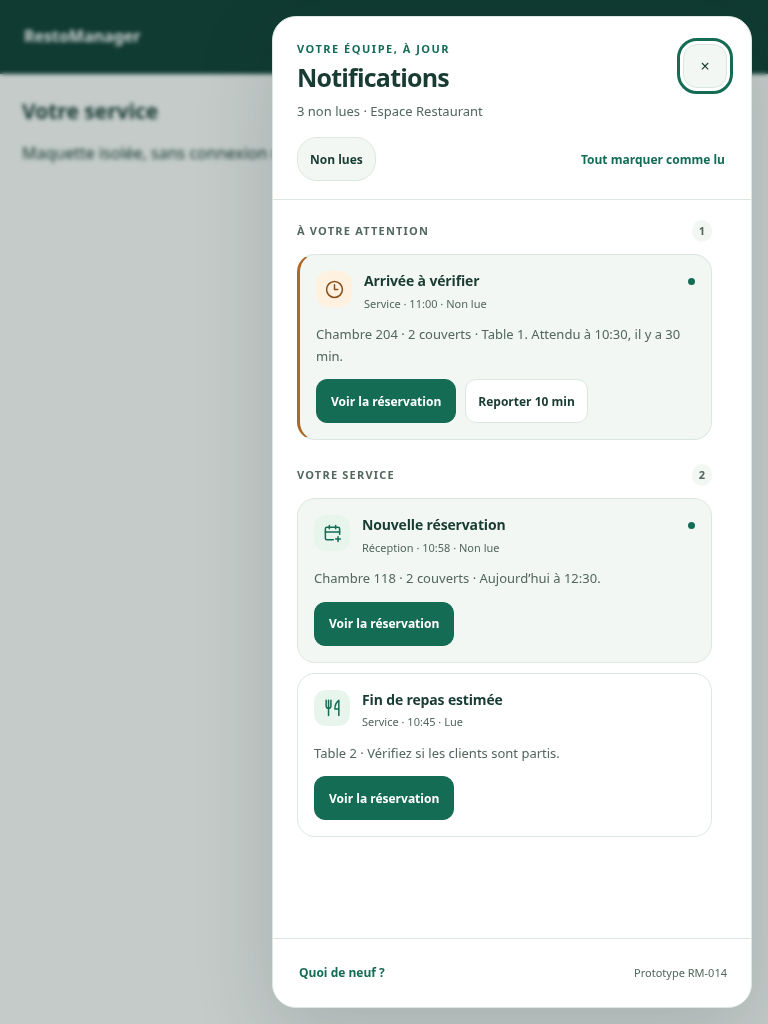 RestoManager
Votre service
Maquette isolée, sans connexion
VOTRE ÉQUIPE, À JOUR
Notifications
×
3 non lues · Espace Restaurant
Non lues
Tout marquer comme lu
À VOTRE ATTENTION
1
Arrivée à vérifier
Service · 11:00 · Non lue
Chambre 204 · 2 couverts · Table 1. Attendu à 10:30, il y a 30
min.
Voir la réservation
Reporter 10 min
VOTRE SERVICE
2
Nouvelle réservation
Réception · 10:58 · Non lue
Chambre 118 · 2 couverts · Aujourd’hui à 12:30.
Voir la réservation
Fin de repas estimée
Service · 10:45 · Lue
Table 2 · Vérifiez si les clients sont partis.
Voir la réservation
Quoi de neuf ?
Prototype RM-014